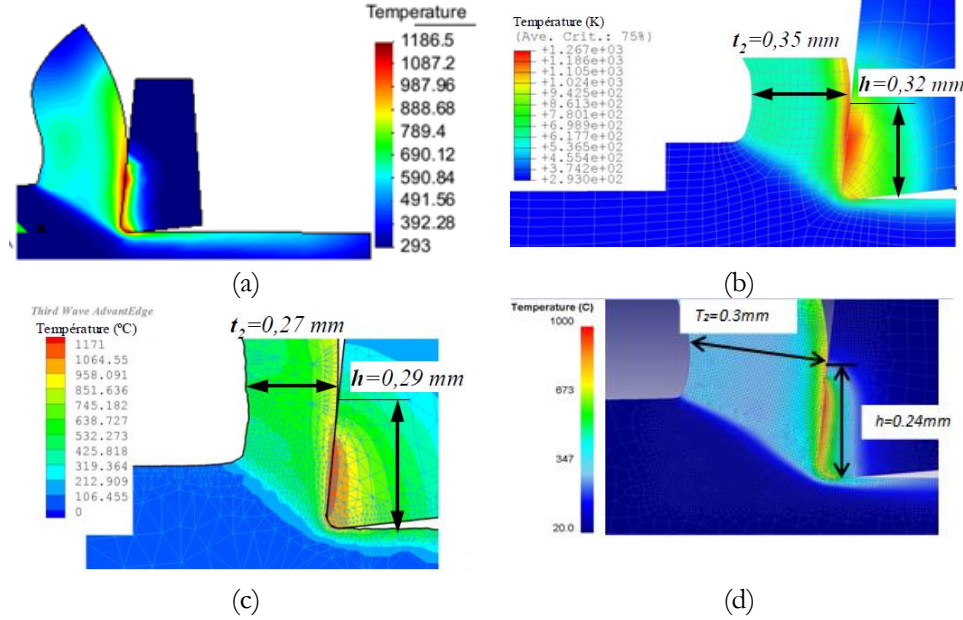 Temperature
1186.5
1087.2
987.96
888.68
789.4
690.12
590.84
491.56
392.28
293
x
(a)
Température (K)
(Ave. Crit.: 75%)
+1.267e+03
+1.186e+03
+1.105e+03
+1.024e+03
+9.425e+02
+8.613e+02
+7.801e+02
+6.989e+02
+6.177e+02
+5.365e+02
+4.554e+02
+3.742e+02
+2.930e+02
t₂=0,35 mm
h=0,32 mm
(b)
Third Wave AdvantEdge
Température (ºC)
1171
1064.55
958.091
851.636
745.182
638.727
532.273
425.818
319.364
212.909
106.455
0
t₂=0,27 mm
h=0,29 mm
(c)
Temperature (C)
1000
673
347
20.0
T₂=0.3mm
h=0.24mm
(d)